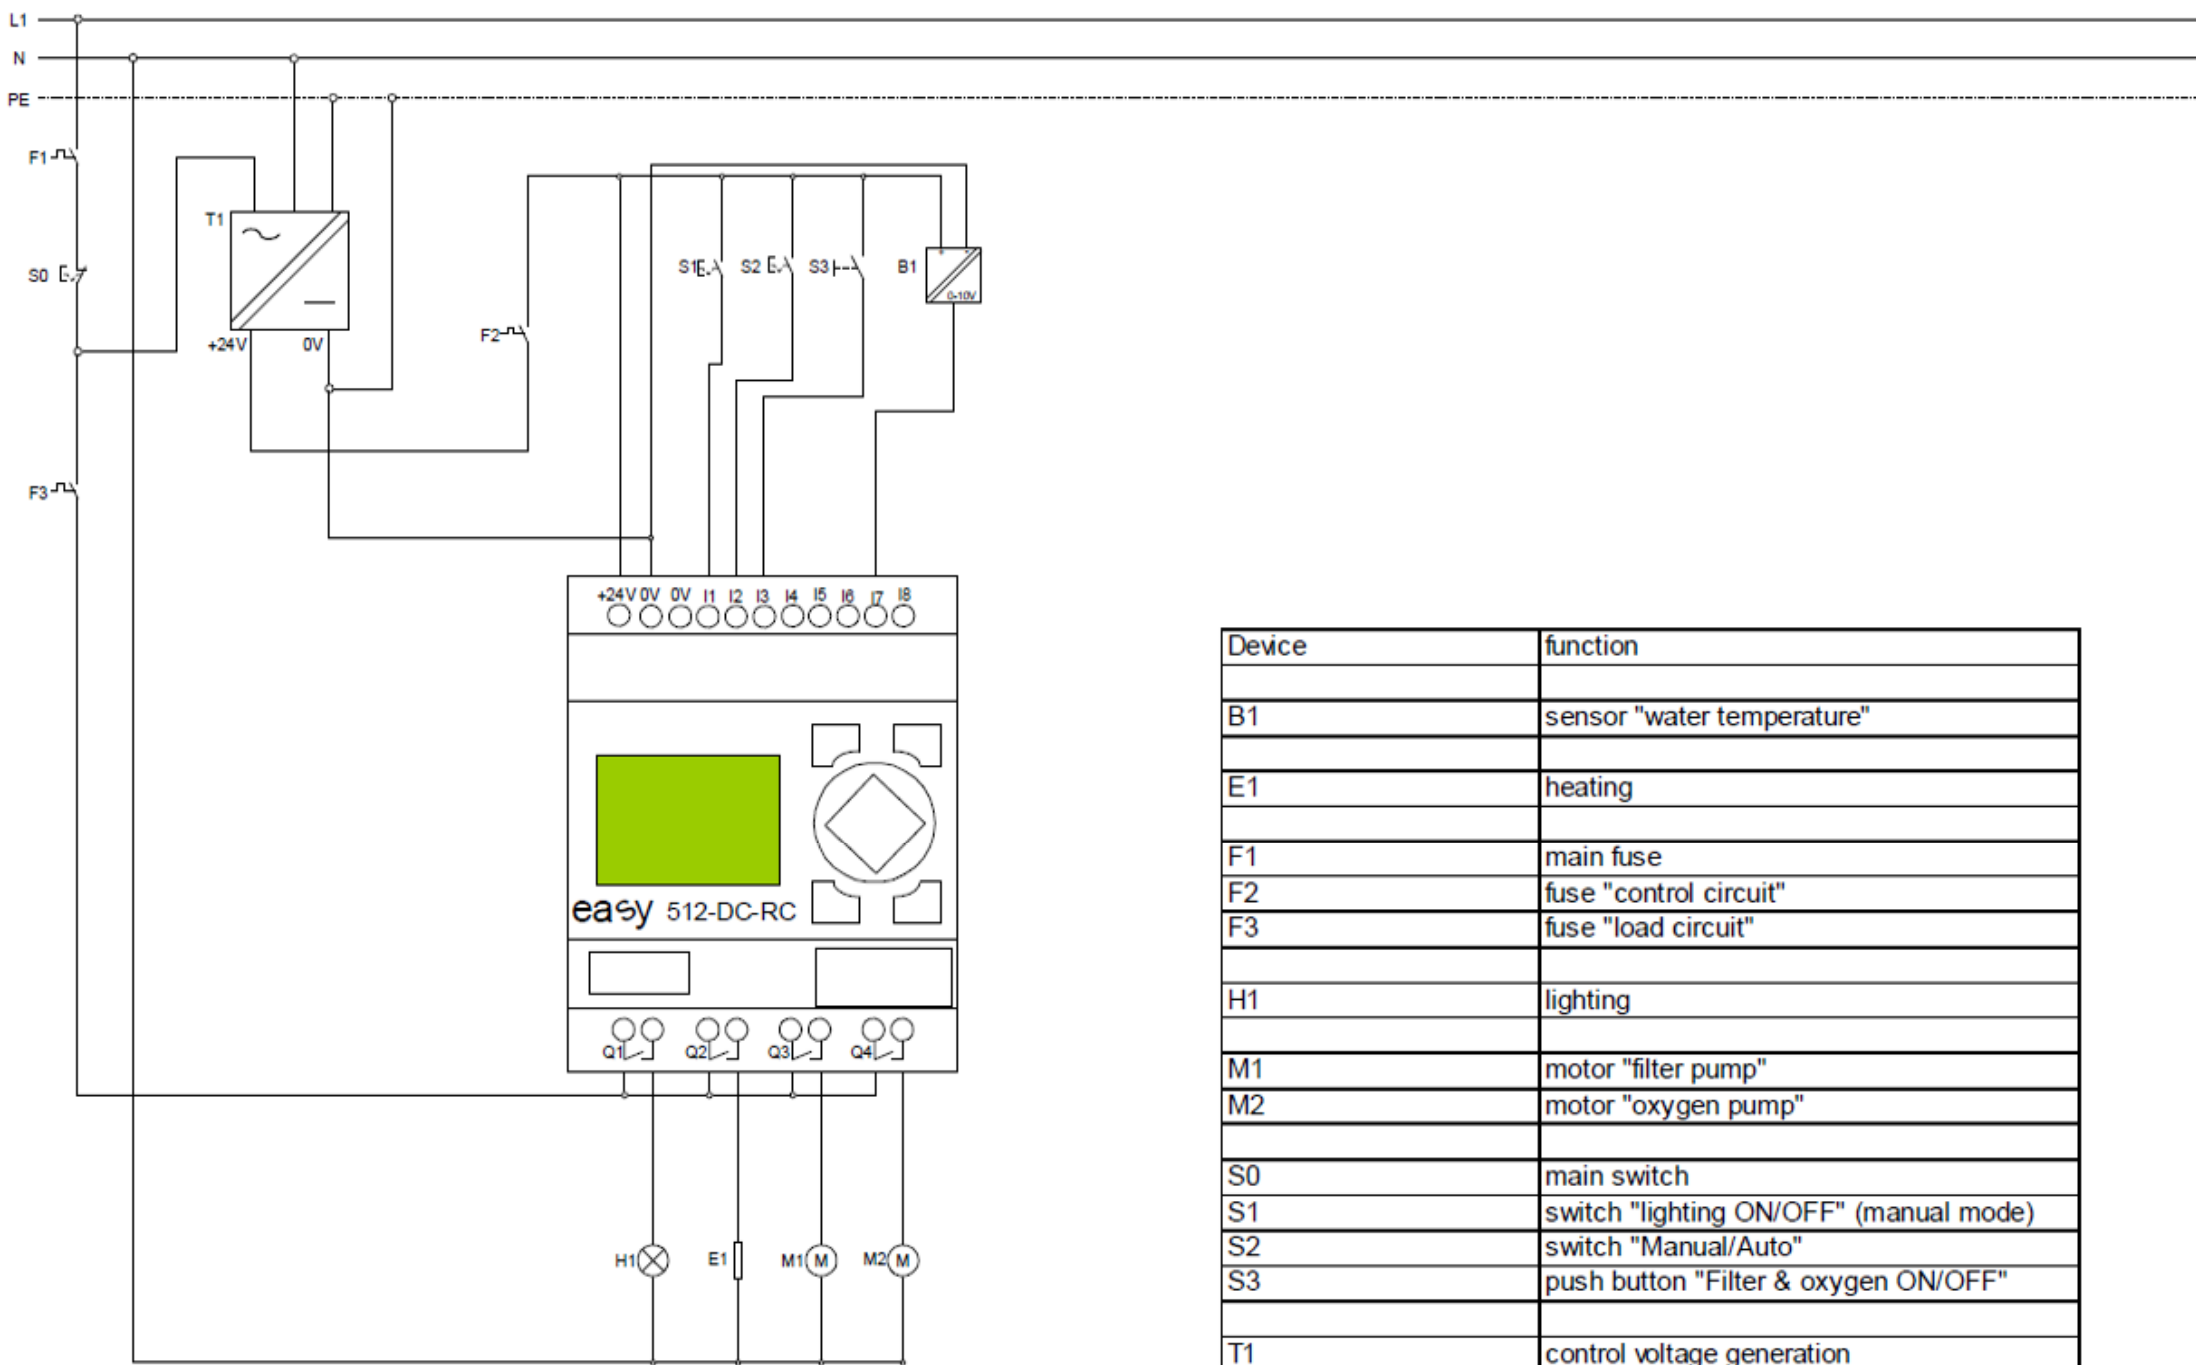 L1
N
PE
F1
T1
S0
+24V 0V
F2
F3
S1 S2 S3 B1
+ -
0-10V
+24V 0V 0V I1 I2 I3 I4 I5 I6 I7 I8
easy 512-DC-RC
Q1 Q2 Q3 Q4
H1 E1 M1 M M2 M
Device function
B1 sensor "water temperature"
E1 heating
F1 main fuse
F2 fuse "control circuit"
F3 fuse "load circuit"
H1 lighting
M1 motor "filter pump"
M2 motor "oxygen pump"
S0 main switch
S1 switch "lighting ON/OFF" (manual mode)
S2 switch "Manual/Auto"
S3 push button "Filter & oxygen ON/OFF"
T1 control voltage generation